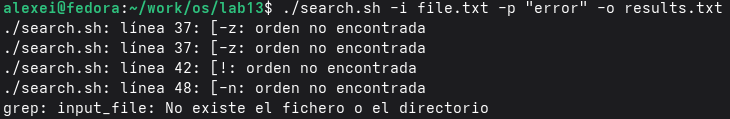 alexei@fedora:~/work/os/lab13$ ./search.sh -i file.txt -p "error" -o results.txt
./search.sh: línea 37: [-z: orden no encontrada
./search.sh: línea 37: [-z: orden no encontrada
./search.sh: línea 42: [!: orden no encontrada
./search.sh: línea 48: [-n: orden no encontrada
grep: input_file: No existe el fichero o el directorio